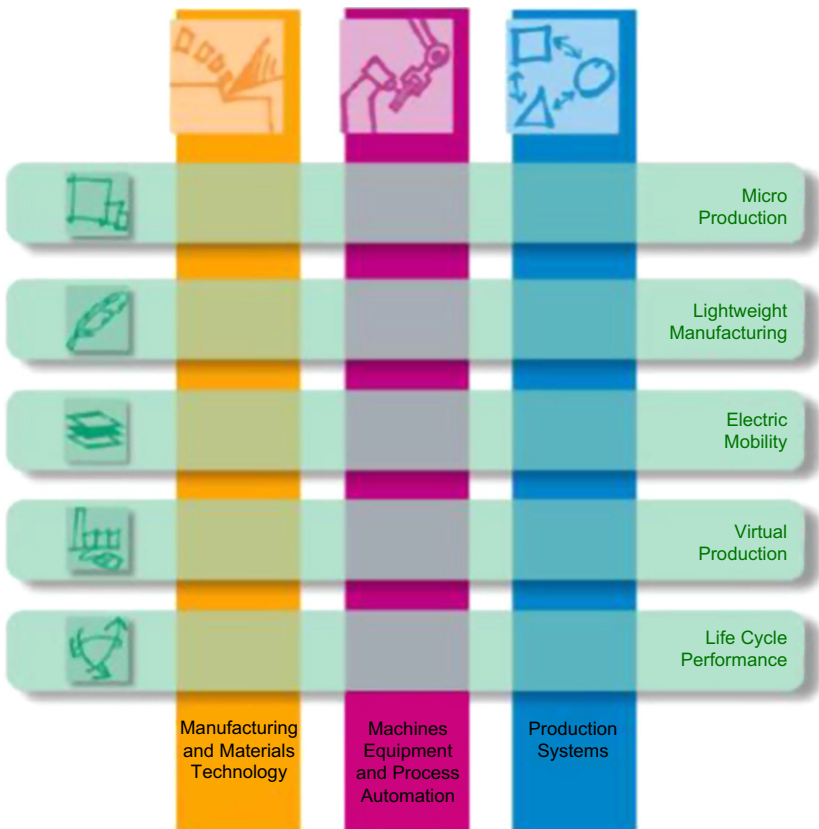 Micro
Production
Lightweight
Manufacturing
Electric
Mobility
Virtual
Production
Life Cycle
Performance
Manufacturing
and Materials
Technology
Machines
Equipment
and Process
Automation
Production
Systems